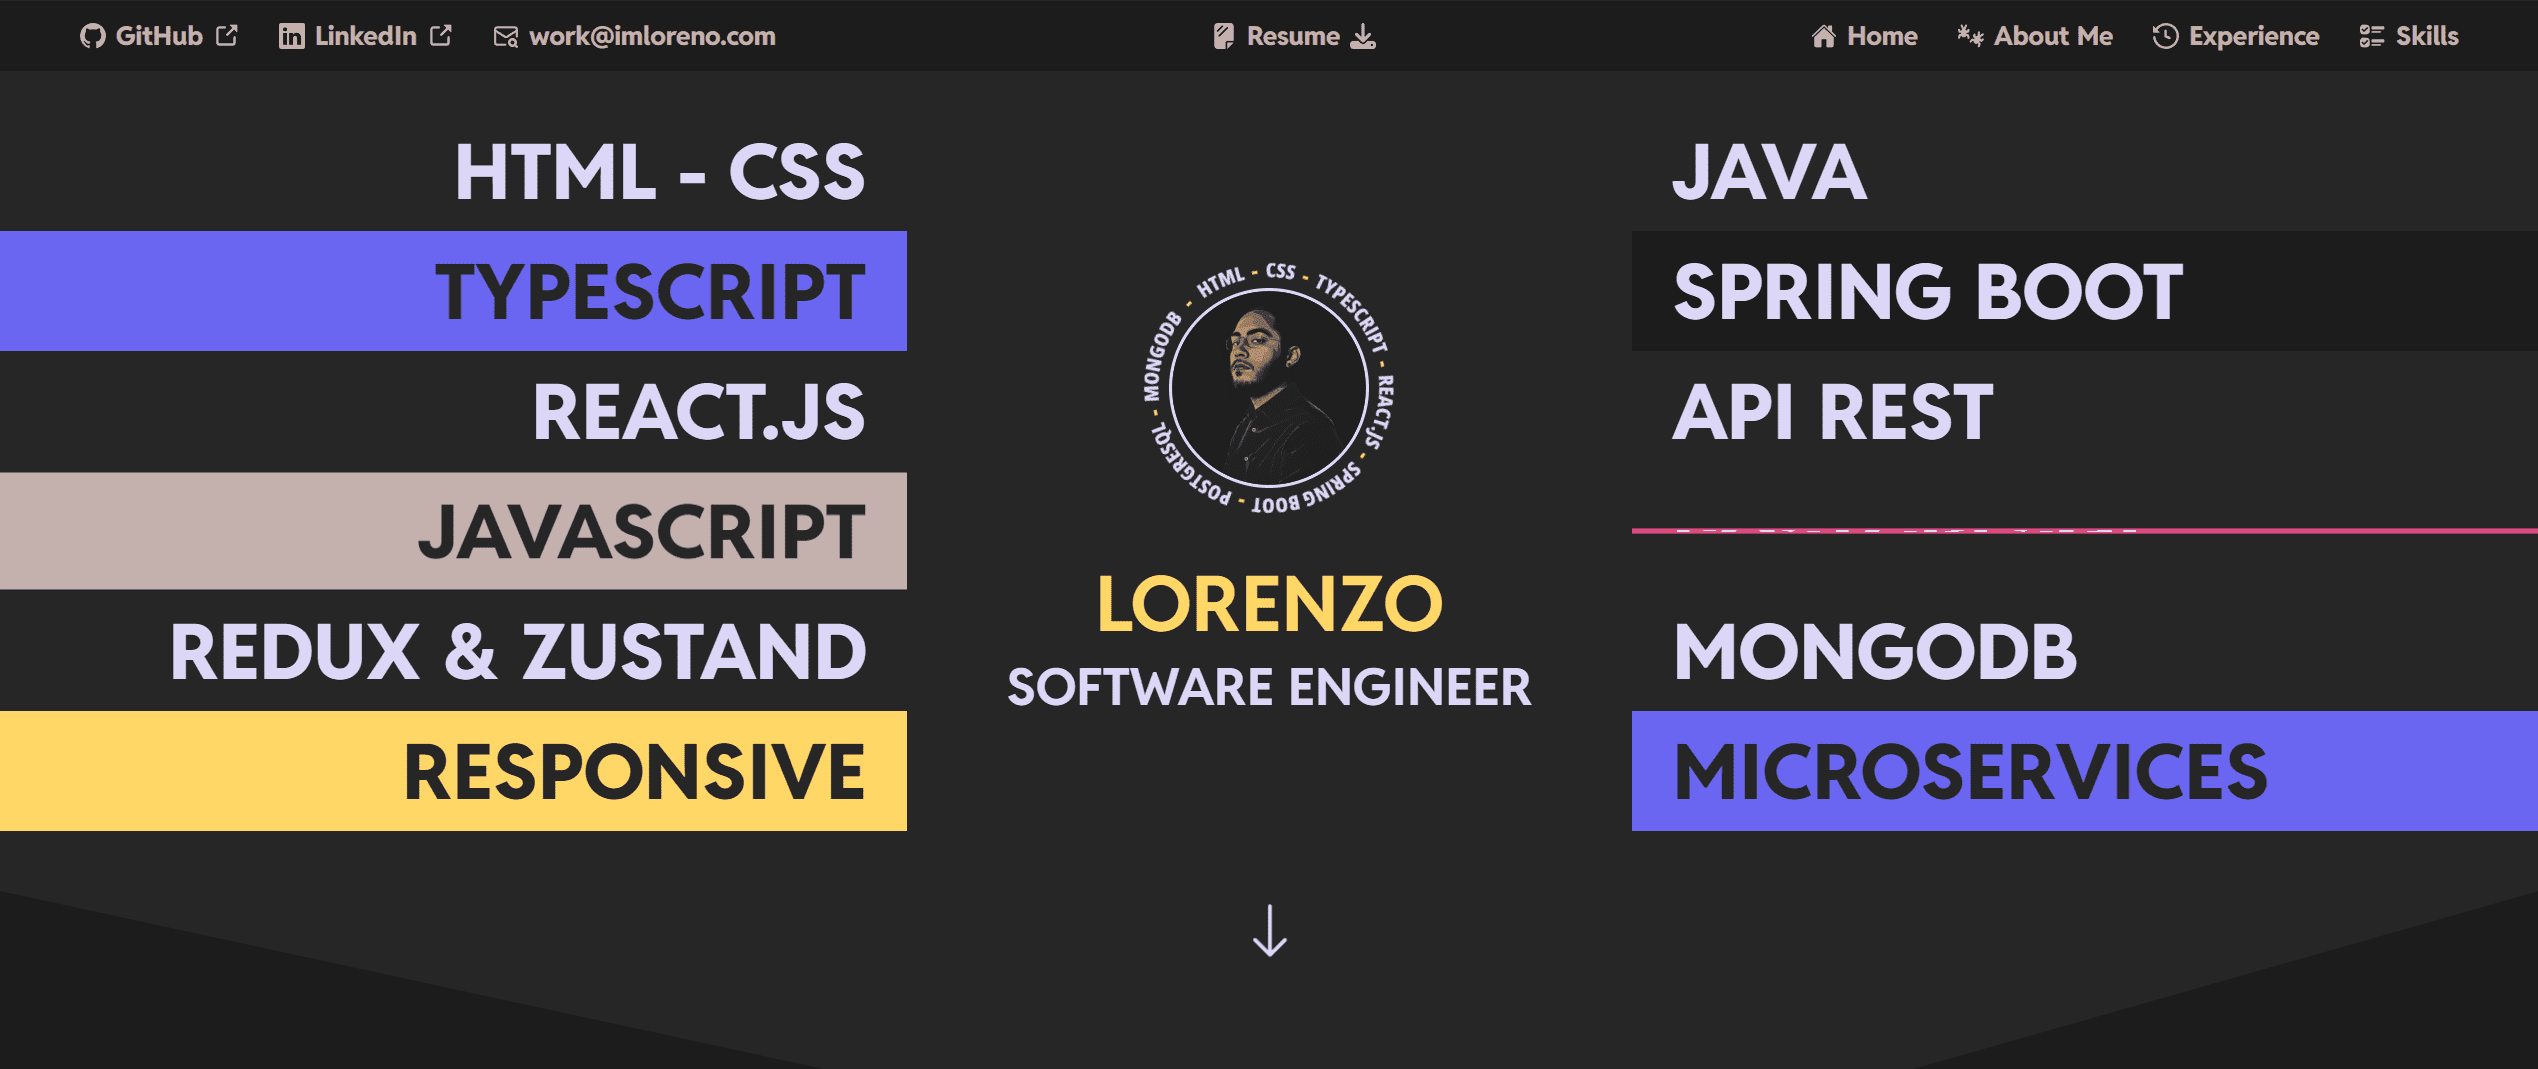 GitHub
LinkedIn
work@imloreno.com
Resume
Home
About Me
Experience
Skills
HTML - CSS
TYPESCRIPT
REACT.JS
JAVASCRIPT
REDUX & ZUSTAND
RESPONSIVE
HTML - CSS - TYPESCRIPT - REACT.JS - SPRING BOOT - POSTGRESQL - MONGODB -
LORENZO
SOFTWARE ENGINEER
JAVA
SPRING BOOT
API REST
MONGODB
MICROSERVICES